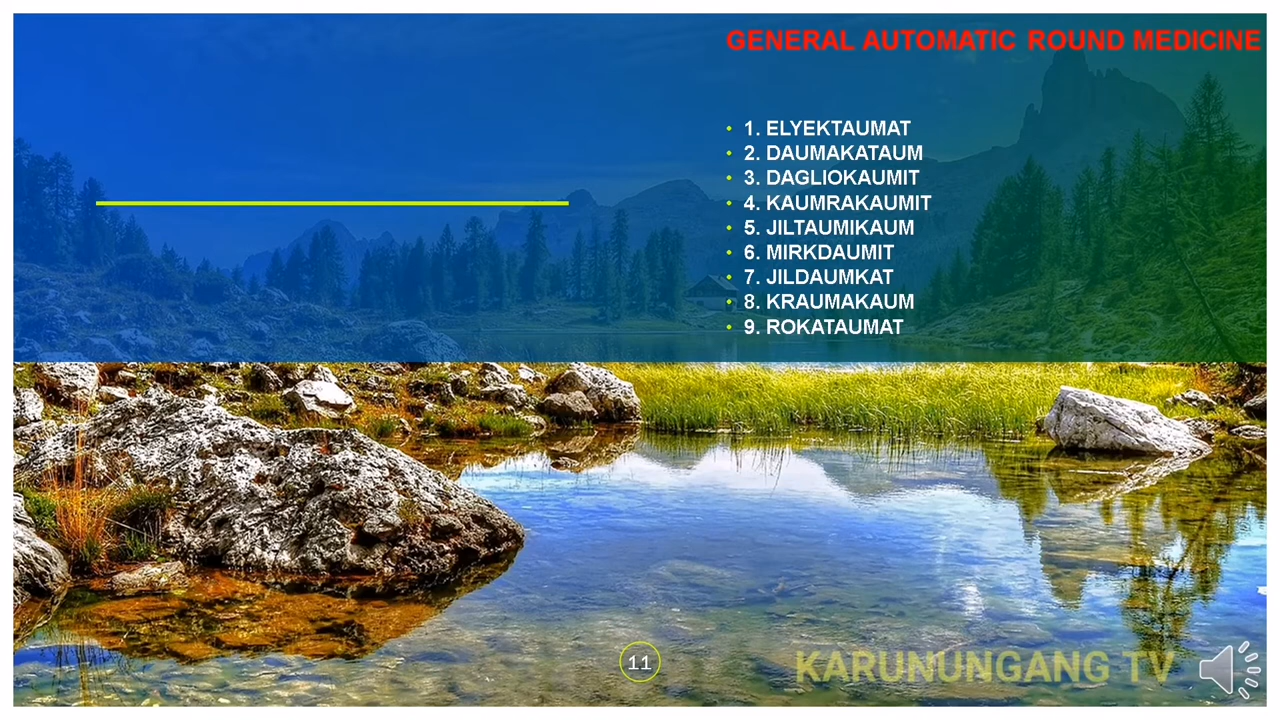 GENERAL AUTOMATIC ROUND MEDICINE
• 1. ELYEKTAUMAT
• 2. DAUMAKATAUM
• 3. DAGLIOKAUMIT
• 4. KAUMRAKAUMIT
• 5. JILTAUMIKAUM
• 6. MIRKDAUMIT
• 7. JILDAUMKAT
• 8. KRAUMAKAUM
• 9. ROKATAUMAT
11
KARUNUNGANG TV